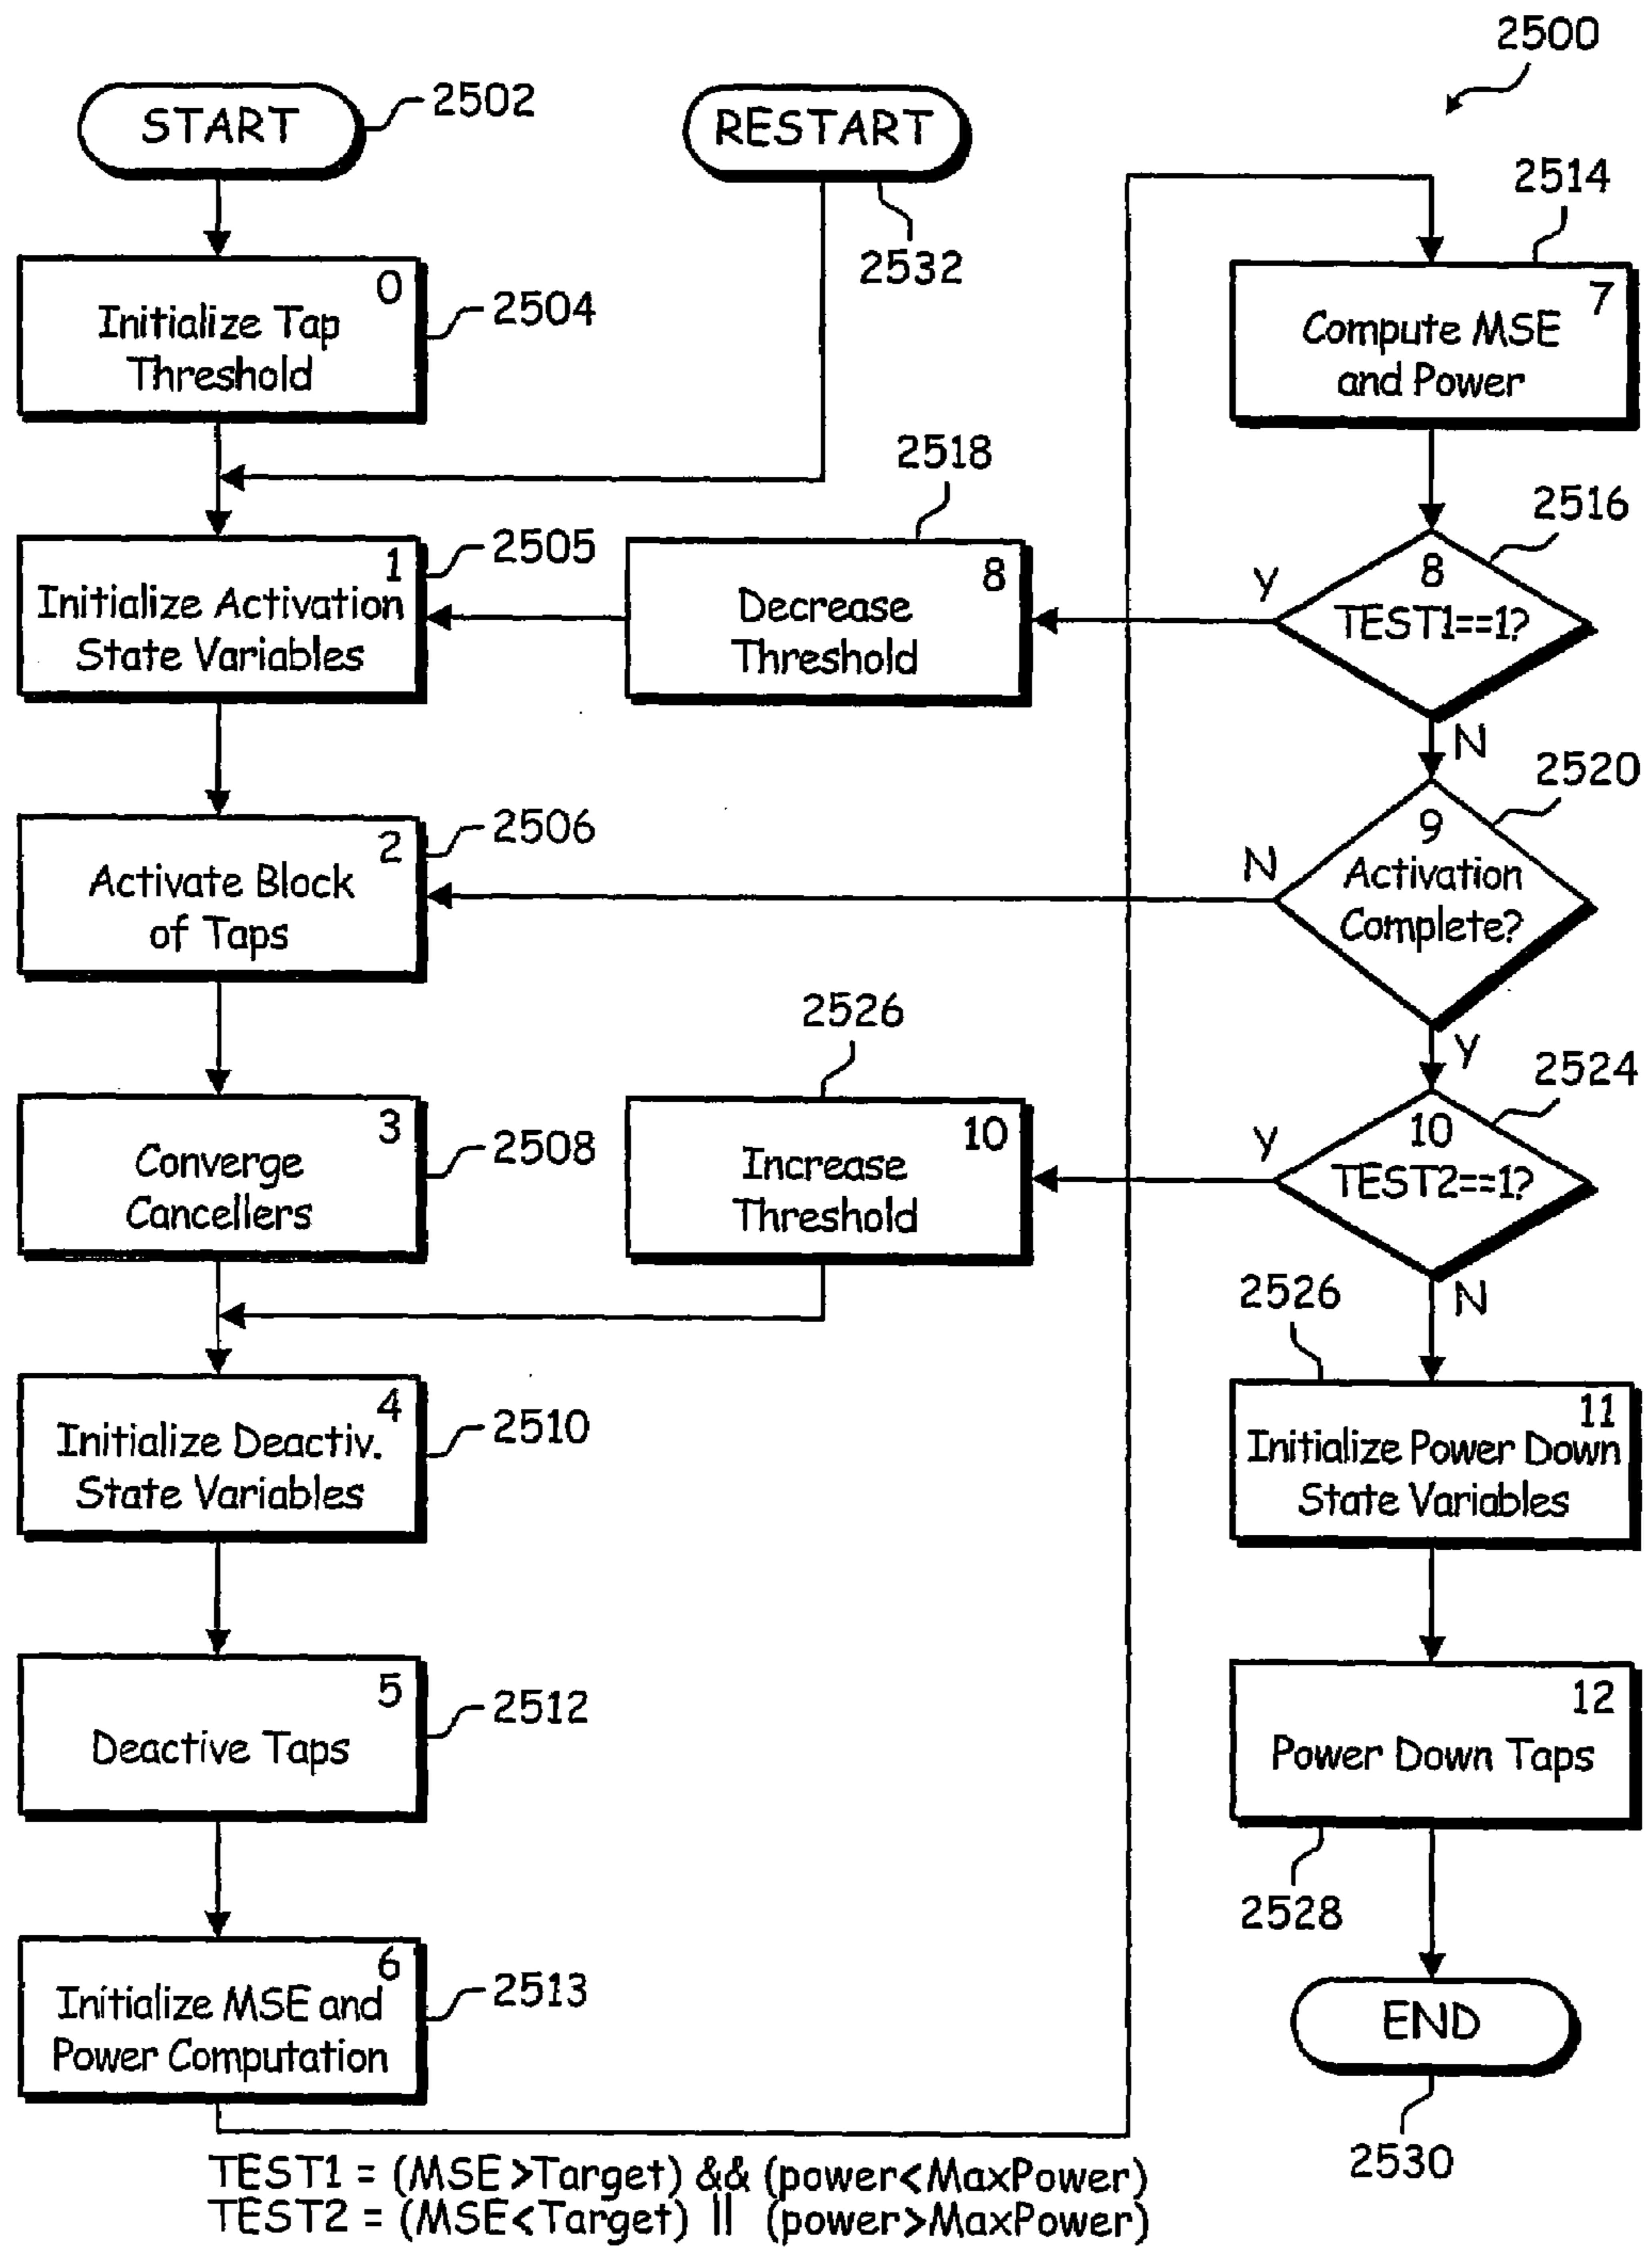 2500
START
2502
RESTART
2532
0
Initialize Tap
Threshold
2504
1
Initialize Activation
State Variables
2505
8
Decrease
Threshold
2518
2
Activate Block
of Taps
2506
3
Converge
Cancellers
2508
10
Increase
Threshold
2526
4
Initialize Deactiv.
State Variables
2510
5
Deactive Taps
2512
6
Initialize MSE and
Power Computation
2513
2514
7
Compute MSE
and Power
2516
8
TEST1==1?
Y
N
2520
9
Activation
Complete?
N
Y
2524
10
TEST2==1?
Y
N
2526
11
Initialize Power Down
State Variables
12
Power Down Taps
2528
END
2530
TEST1 = (MSE>Target) && (power<MaxPower)
TEST2 = (MSE<Target) || (power>MaxPower)